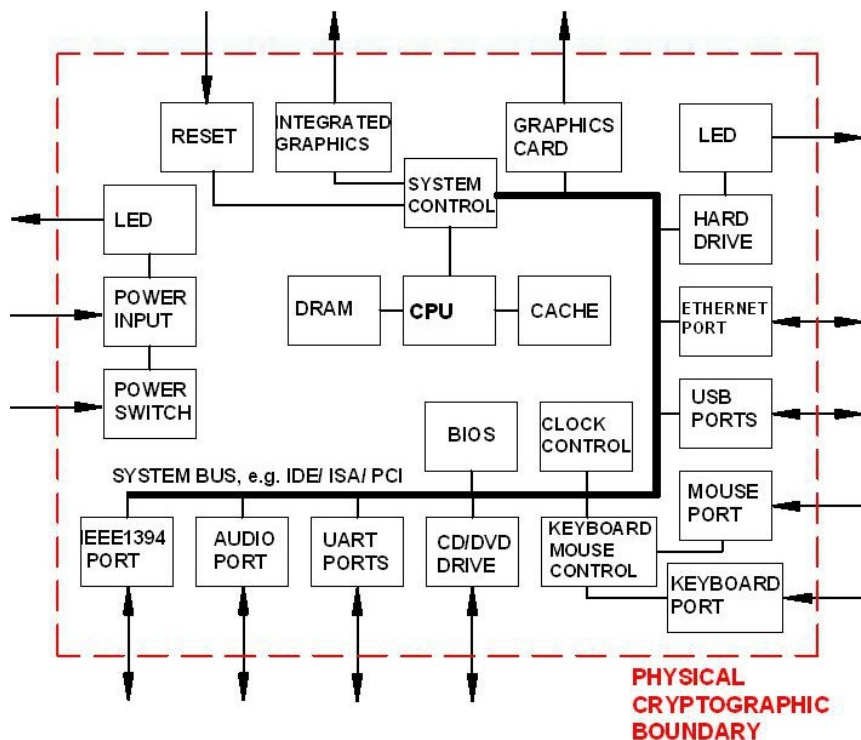 RESET
INTEGRATED
GRAPHICS
GRAPHICS
CARD
LED
SYSTEM
CONTROL
LED
HARD
DRIVE
POWER
INPUT
DRAM
CPU
CACHE
ETHERNET
PORT
POWER
SWITCH
USB
PORTS
BIOS
CLOCK
CONTROL
SYSTEM BUS, e.g. IDE/ ISA/ PCI
MOUSE
PORT
IEEE1394
PORT
AUDIO
PORT
UART
PORTS
CD/DVD
DRIVE
KEYBOARD
MOUSE
CONTROL
KEYBOARD
PORT
PHYSICAL
CRYPTOGRAPHIC
BOUNDARY